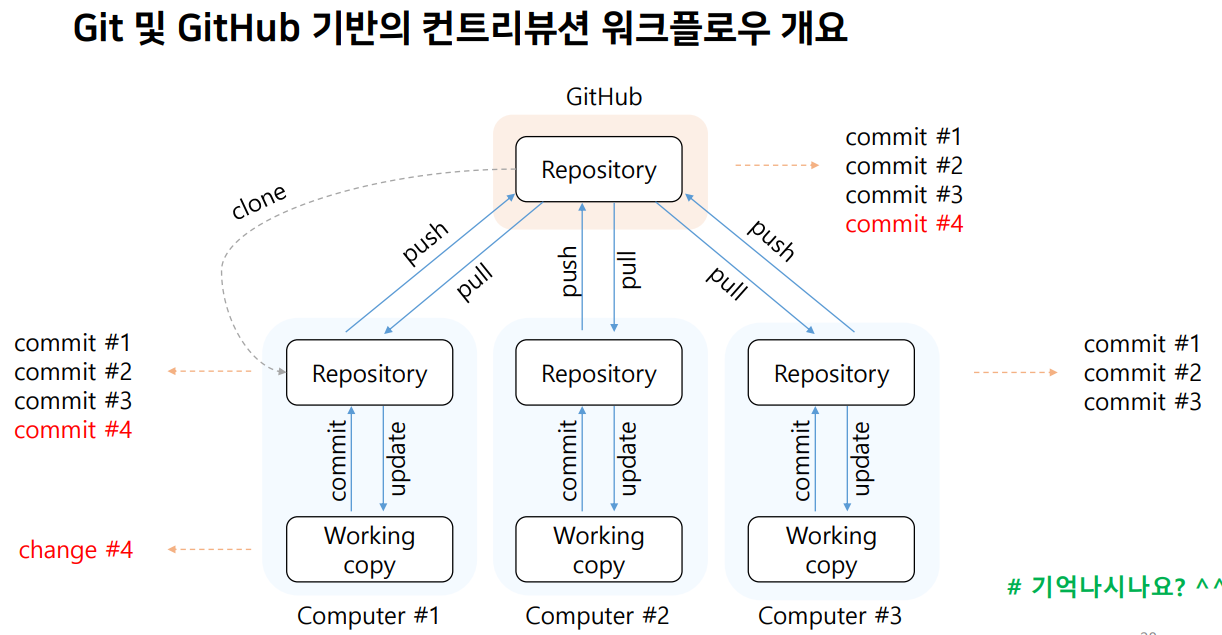 Git 및 GitHub 기반의 컨트리뷰션 워크플로우 개요
GitHub
Repository
commit #1
commit #2
commit #3
commit #4
clone
push
pull
push
pull
push
pull
commit #1
commit #2
commit #3
commit #4
Repository
Repository
Repository
commit #1
commit #2
commit #3
commit
update
commit
update
commit
update
change #4
Working
copy
Working
copy
Working
copy
Computer #1
Computer #2
Computer #3
# 기억나시나요? ^^